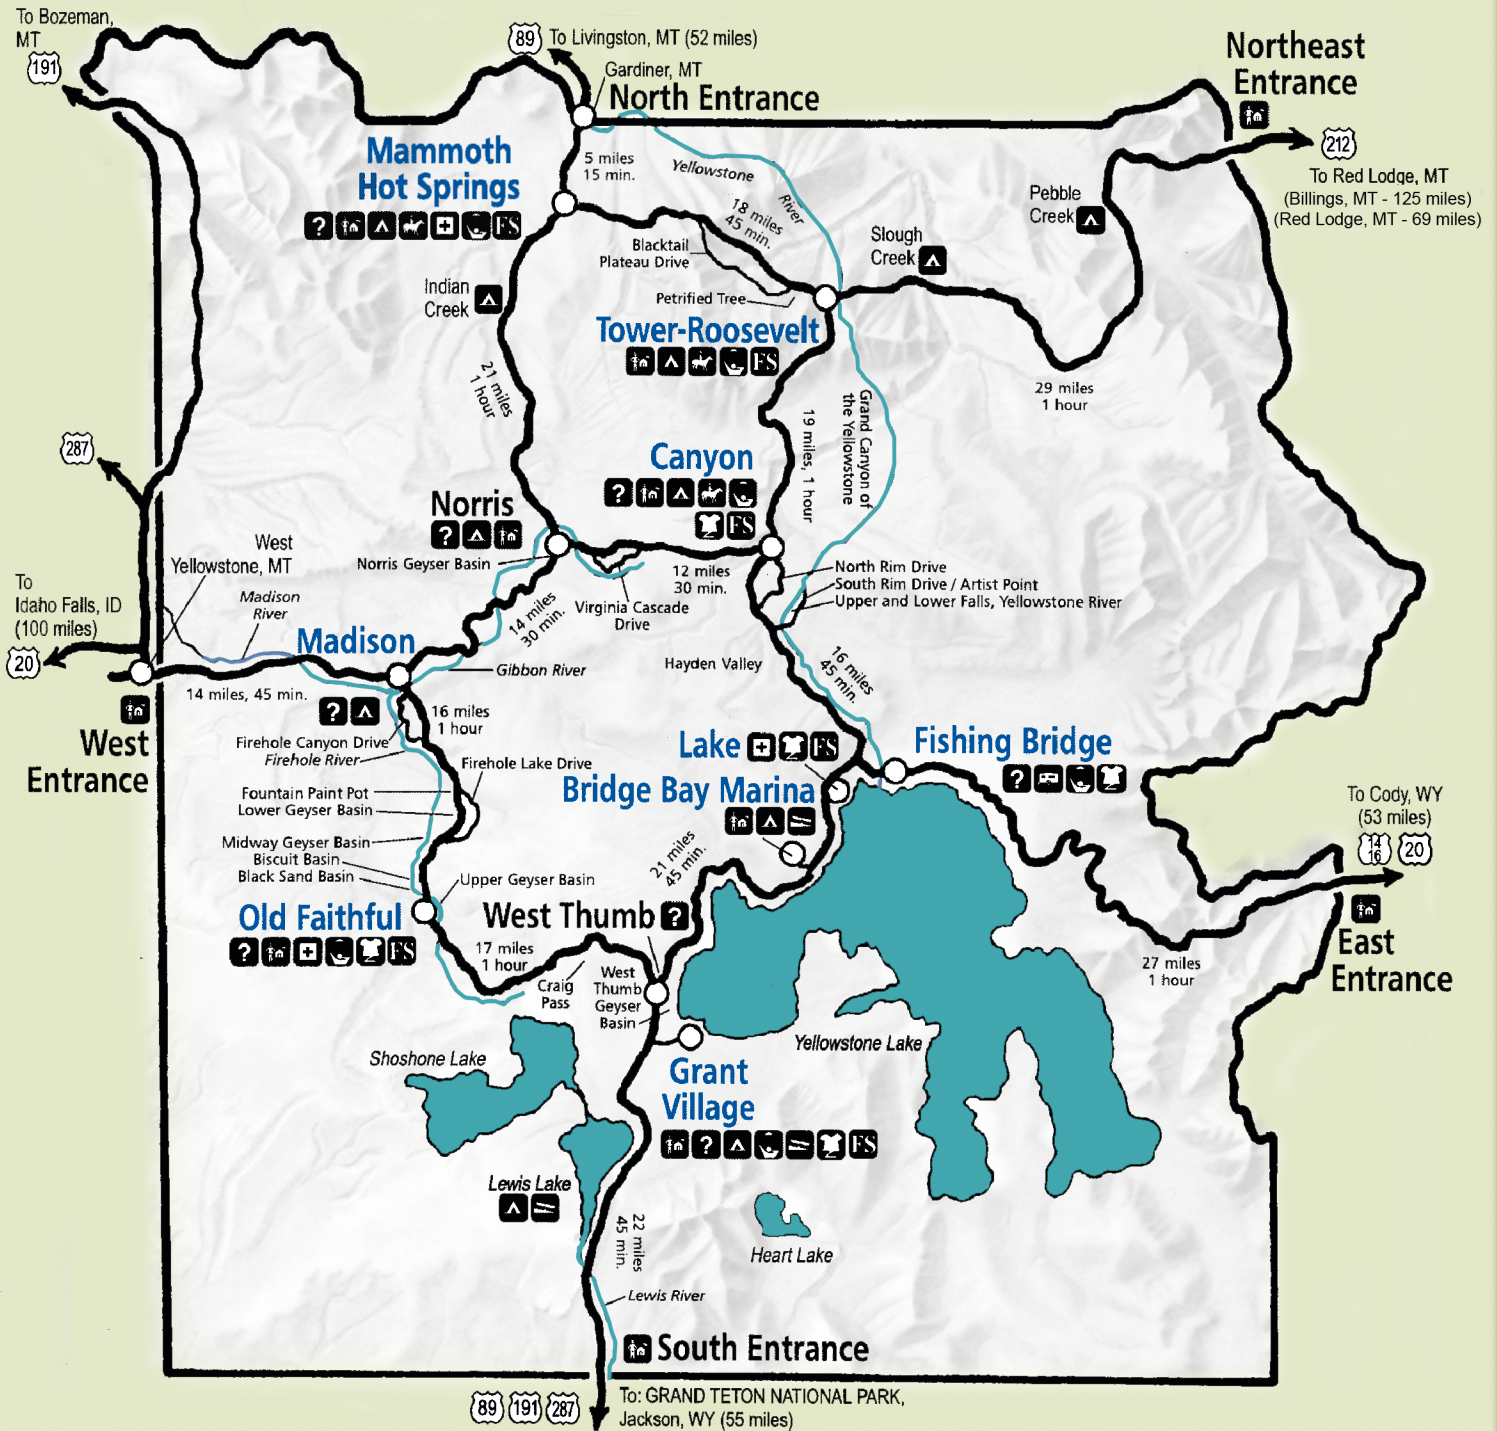 To Bozeman,
MT
191
89
To Livingston, MT (52 miles)
Gardiner, MT
North Entrance
Northeast
Entrance
212
To Red Lodge, MT
(Billings, MT - 125 miles)
(Red Lodge, MT - 69 miles)
Mammoth
Hot Springs
? FS
5 miles
15 min.
Yellowstone
River
18 miles
45 min.
Blacktail
Plateau Drive
Petrified Tree
Pebble
Creek
Slough
Creek
Indian
Creek
Tower-Roosevelt
FS
21 miles
1 hour
29 miles
1 hour
19 miles, 1 hour
Grand Canyon of
the Yellowstone
287
Canyon
?
FS
Norris
?
Norris Geyser Basin
West
Yellowstone, MT
Madison
River
To
Idaho Falls, ID
(100 miles)
20
12 miles
30 min.
North Rim Drive
South Rim Drive / Artist Point
Upper and Lower Falls, Yellowstone River
Virginia Cascade
Drive
14 miles
30 min.
Madison
Gibbon River
Hayden Valley
16 miles
45 min.
14 miles, 45 min.
?
16 miles
1 hour
West
Entrance
Firehole Canyon Drive
Firehole River
Firehole Lake Drive
Lake
FS
Fishing Bridge
?
Bridge Bay Marina
Fountain Paint Pot
Lower Geyser Basin
Midway Geyser Basin
Biscuit Basin
Black Sand Basin
Upper Geyser Basin
21 miles
45 min.
To Cody, WY
(53 miles)
14
16
20
Old Faithful
? FS
West Thumb ?
17 miles
1 hour
Craig
Pass
West
Thumb
Geyser
Basin
27 miles
1 hour
East
Entrance
Yellowstone Lake
Shoshone Lake
Grant
Village
? FS
Lewis Lake
22 miles
45 min.
Heart Lake
Lewis River
South Entrance
89 191 287
To: GRAND TETON NATIONAL PARK,
Jackson, WY (55 miles)